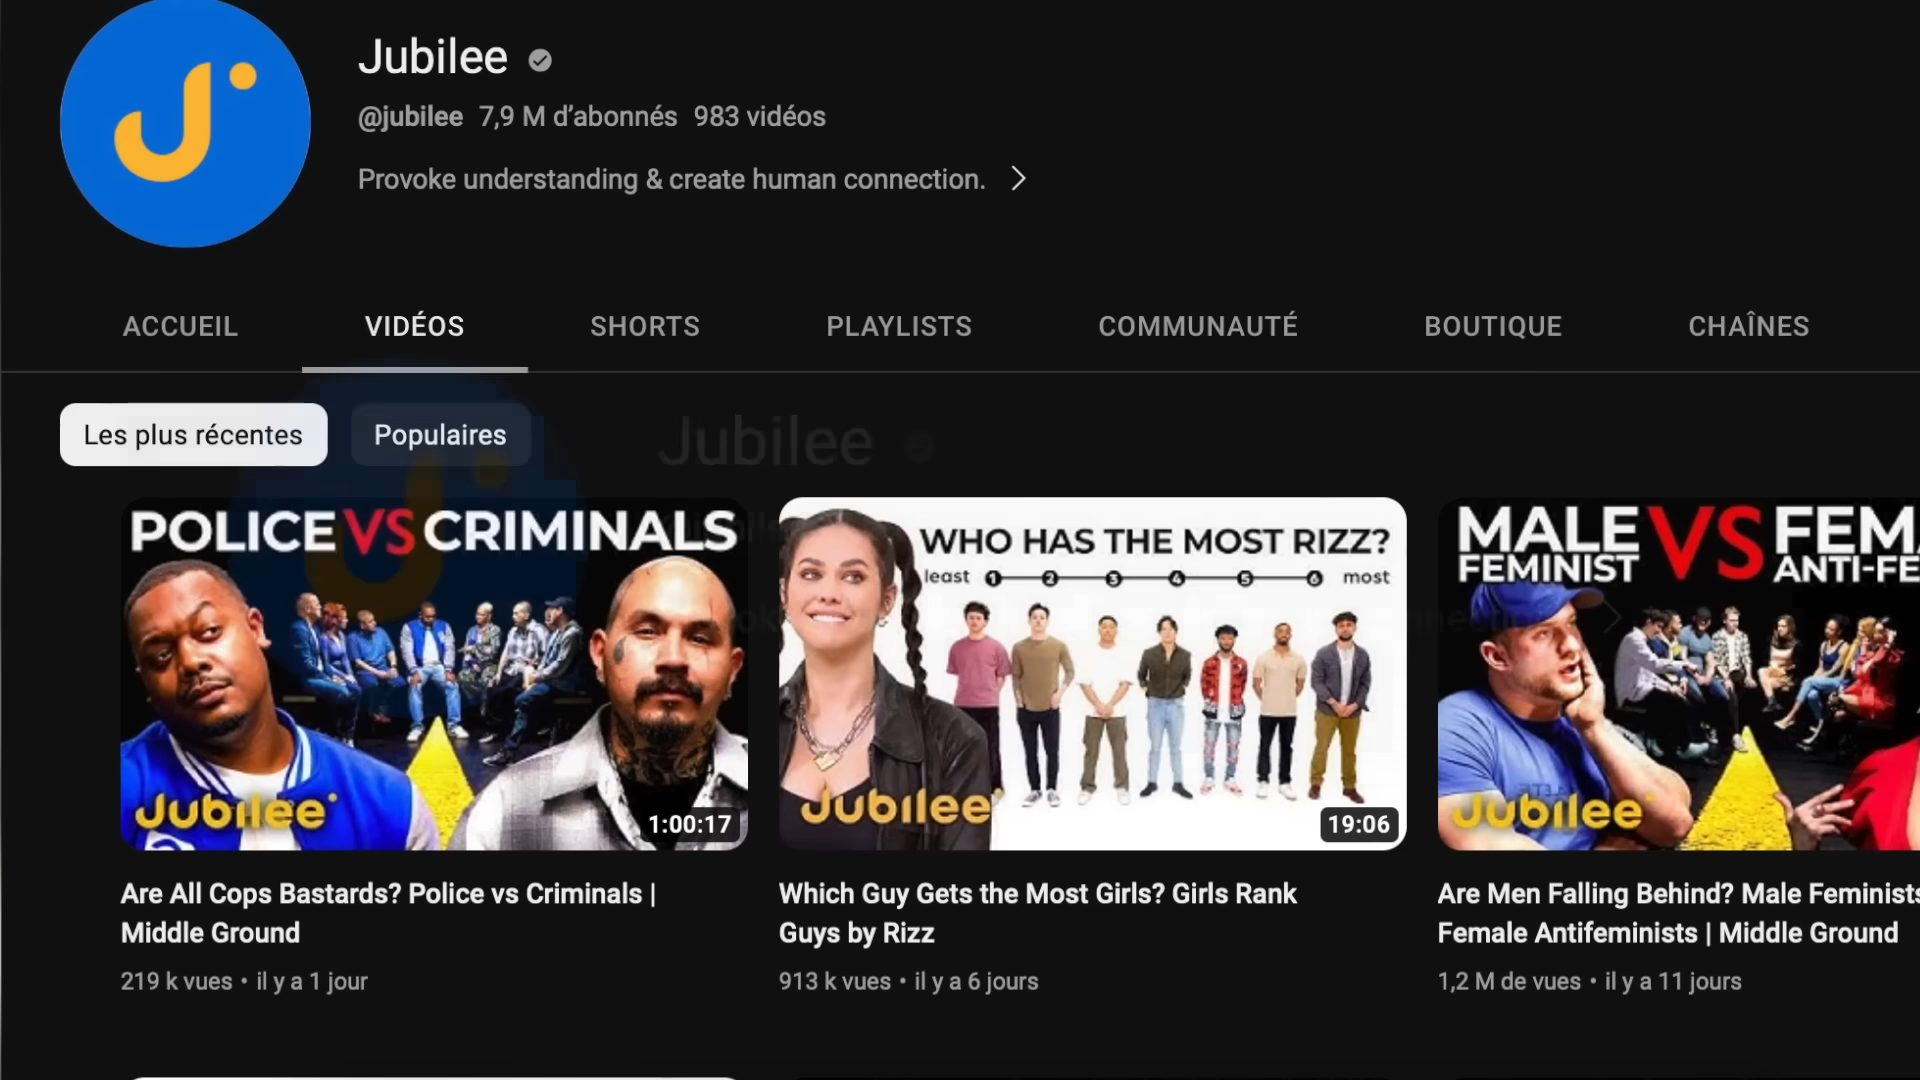 Jubilee
@jubilee 7,9 M d’abonnés 983 vidéos
Provoke understanding & create human connection.
ACCUEIL VIDÉOS SHORTS PLAYLISTS COMMUNAUTÉ BOUTIQUE CHAÎNES
Les plus récentes Populaires
Jubilee
POLICE VS CRIMINALS
Jubilee
1:00:17
WHO HAS THE MOST RIZZ?
least 1 2 3 4 5 6 most
Jubilee
19:06
MALE FEMINIST VS FEM
ANTI-FE
Jubilee
Are All Cops Bastards? Police vs Criminals |
Middle Ground
219 k vues • il y a 1 jour
Which Guy Gets the Most Girls? Girls Rank
Guys by Rizz
913 k vues • il y a 6 jours
Are Men Falling Behind? Male Feminists
Female Antifeminists | Middle Ground
1,2 M de vues • il y a 11 jours